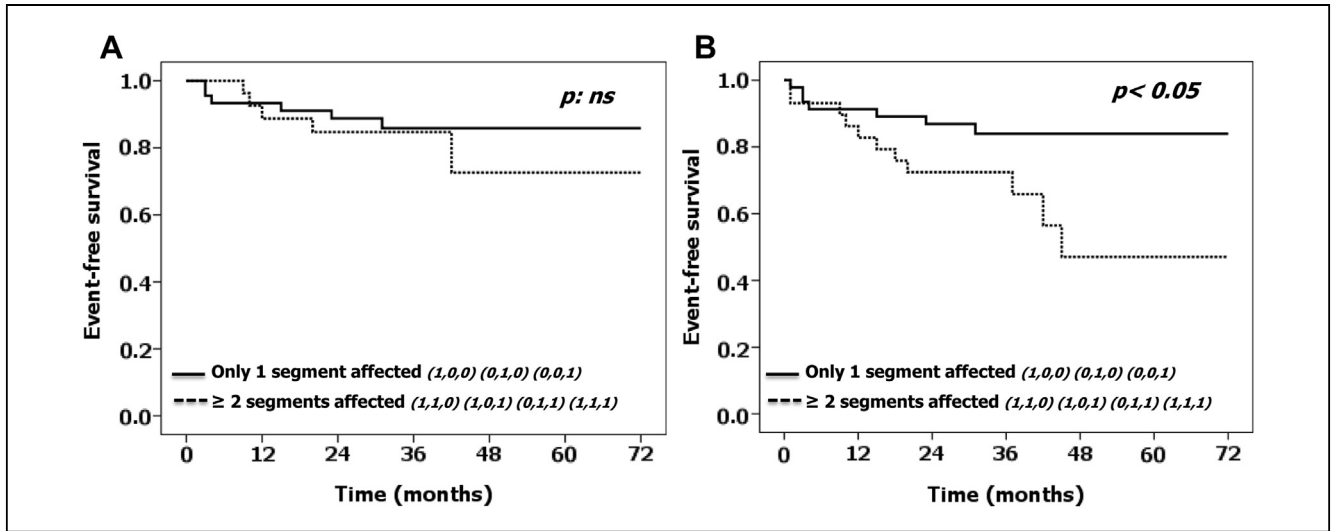 A
p: ns
Event-free survival
1.0
0.8
0.6
0.4
0.2
0.0
Only 1 segment affected (1,0,0) (0,1,0) (0,0,1)
≥ 2 segments affected (1,1,0) (1,0,1) (0,1,1) (1,1,1)
0 12 24 36 48 60 72
Time (months)
B
p< 0.05
Event-free survival
1.0
0.8
0.6
0.4
0.2
0.0
Only 1 segment affected (1,0,0) (0,1,0) (0,0,1)
≥ 2 segments affected (1,1,0) (1,0,1) (0,1,1) (1,1,1)
0 12 24 36 48 60 72
Time (months)